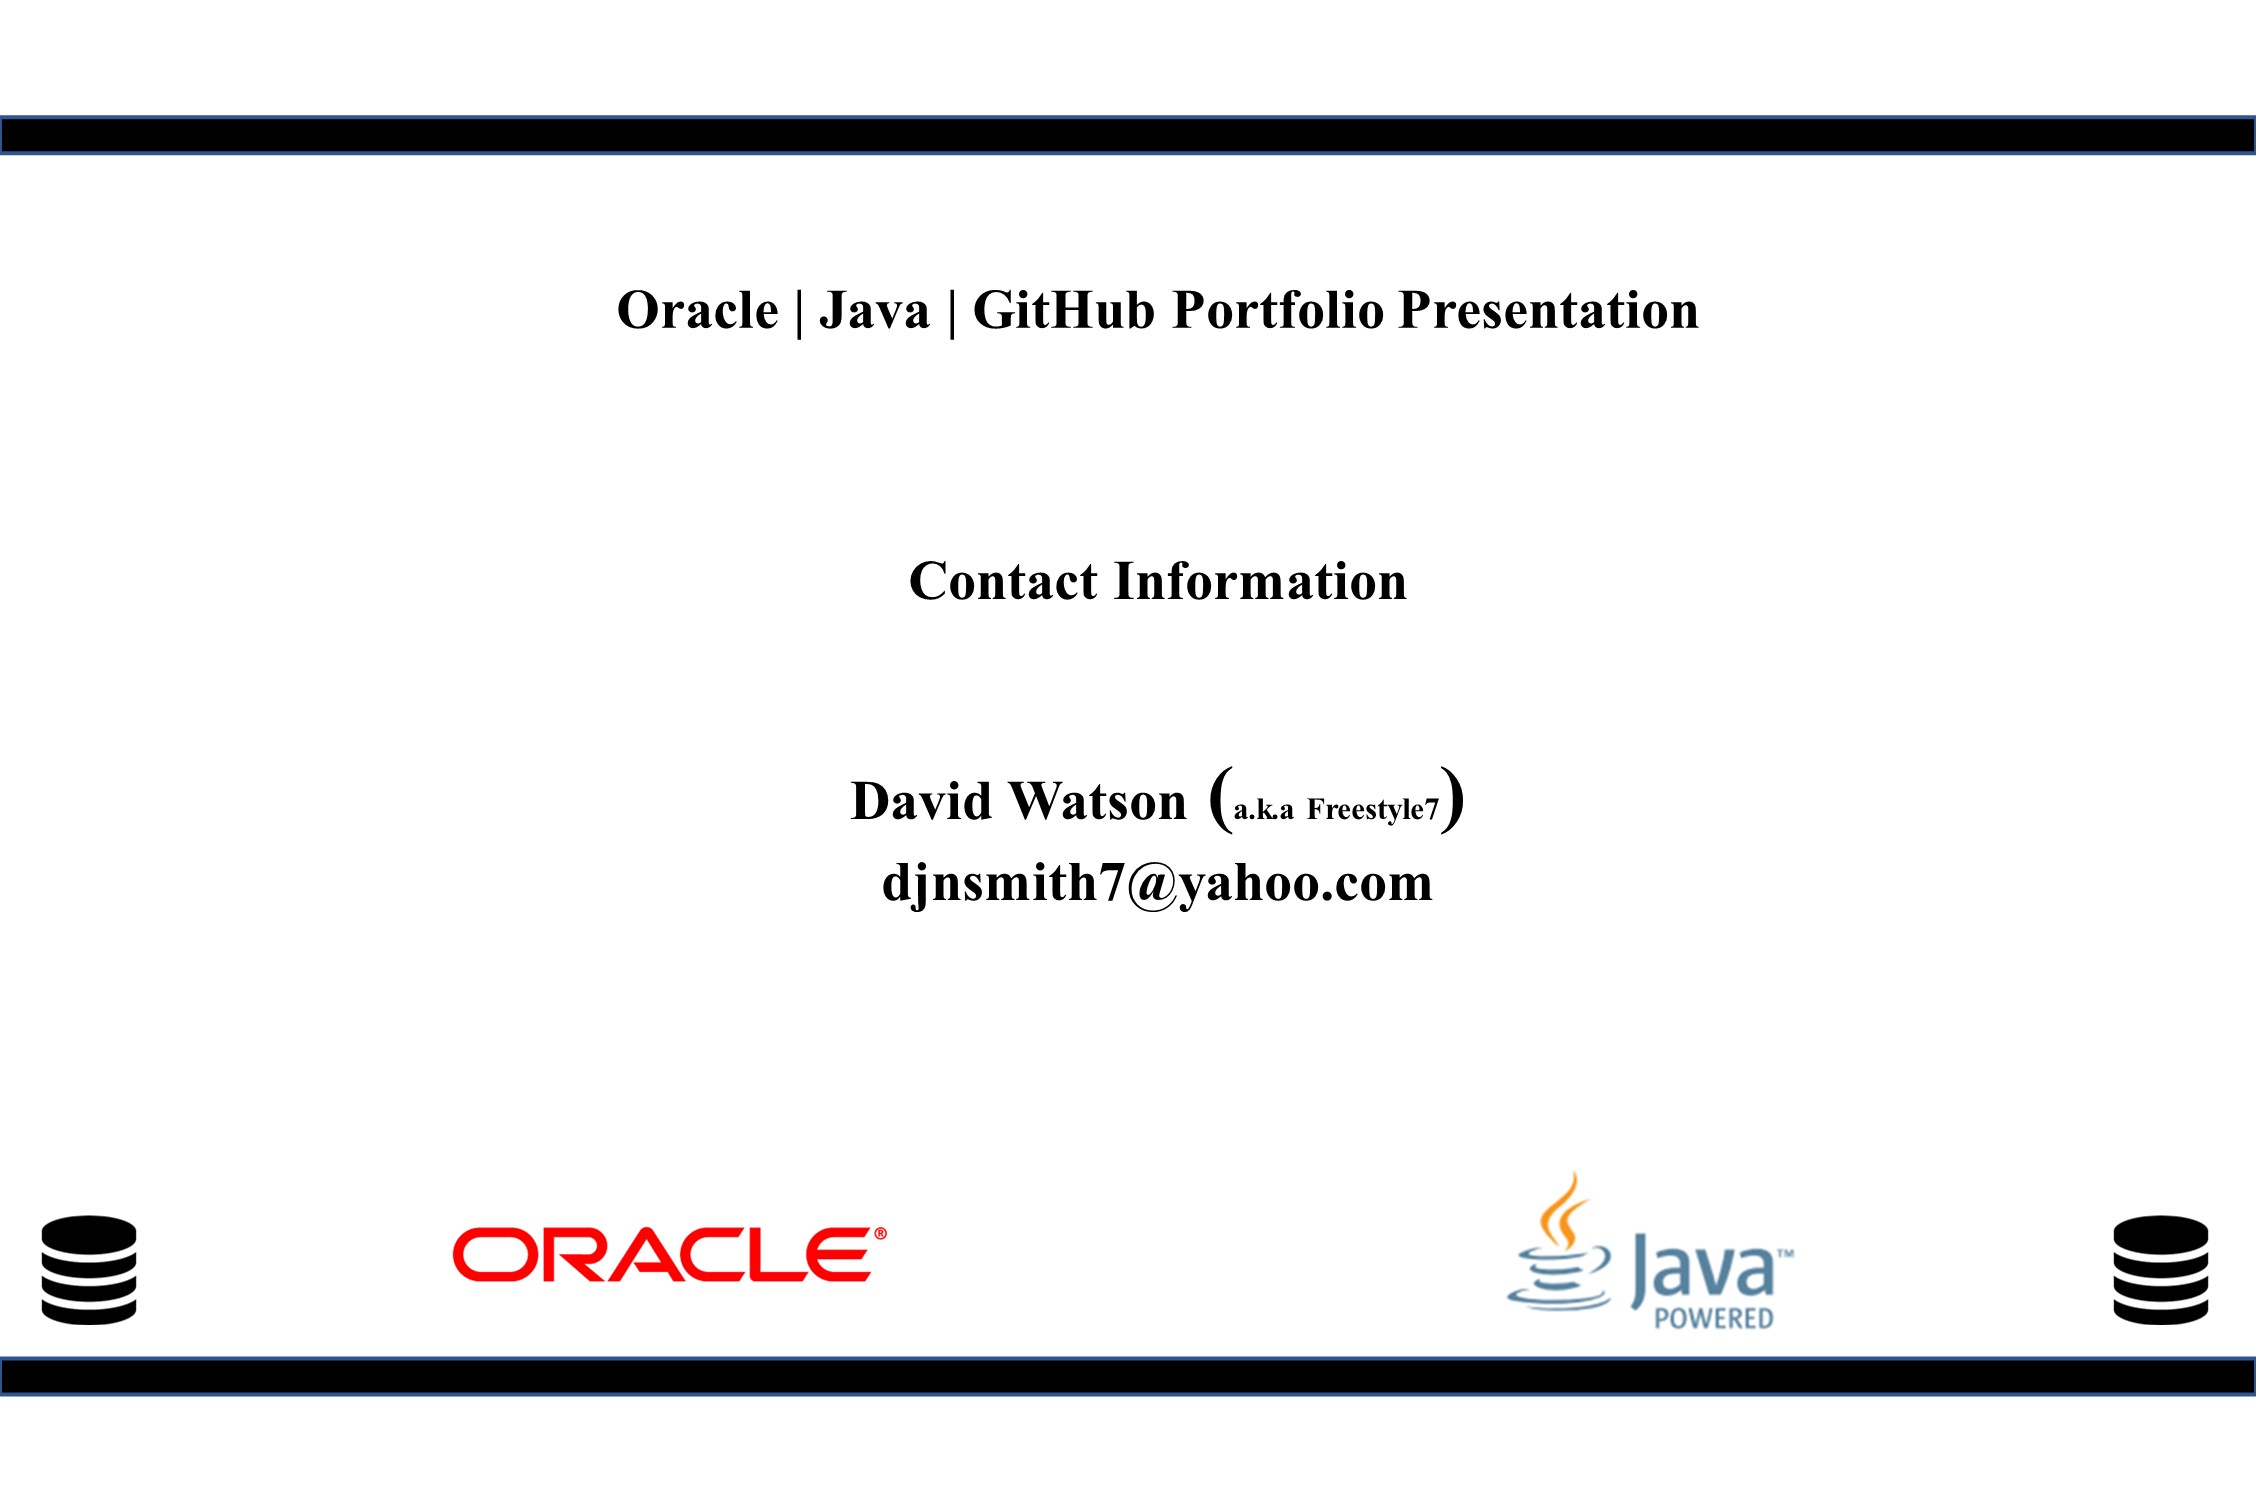 Oracle | Java | GitHub Portfolio Presentation
Contact Information
David Watson (a.k.a Freestyle7)
djnsmith7@yahoo.com
ORACLE®
Java™
POWERED